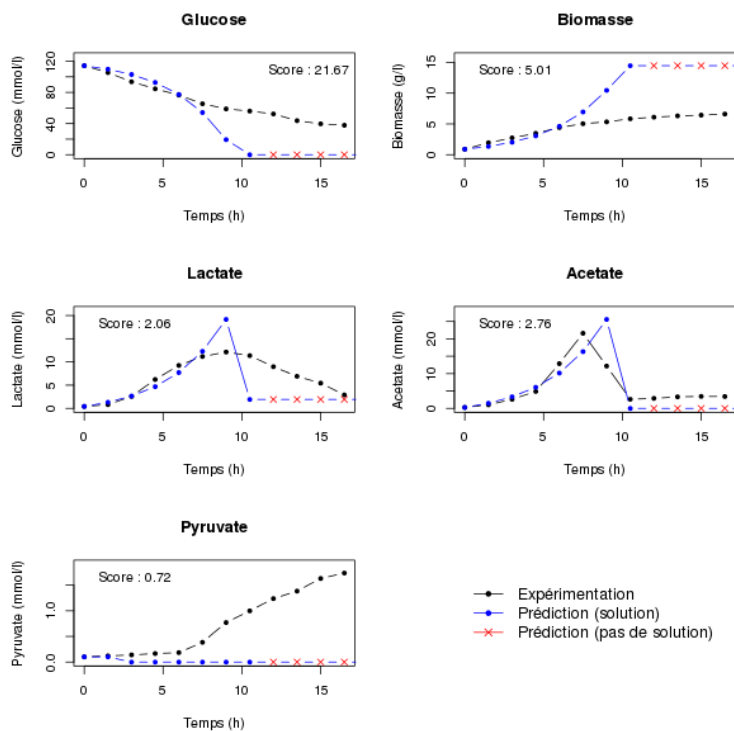 Glucose
Glucose (mmol/l)
0
40
80
120
Score : 21.67
0
5
10
15
Temps (h)
Biomasse
Biomasse (g/l)
0
5
10
15
Score : 5.01
0
5
10
15
Temps (h)
Lactate
Lactate (mmol/l)
0
5
10
20
Score : 2.06
0
5
10
15
Temps (h)
Acetate
Acetate (mmol/l)
0
10
20
Score : 2.76
0
5
10
15
Temps (h)
Pyruvate
Pyruvate (mmol/l)
0.0
1.0
Score : 0.72
0
5
10
15
Temps (h)
Expérimentation
Prédiction (solution)
Prédiction (pas de solution)